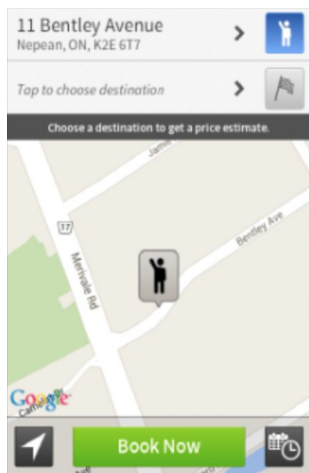 11 Bentley Avenue
Nepean, ON, K2E 6T7
Tap to choose destination
Choose a destination to get a price estimate.
Jamie
17
Merivale Rd
Bentley Ave
Google
Book Now